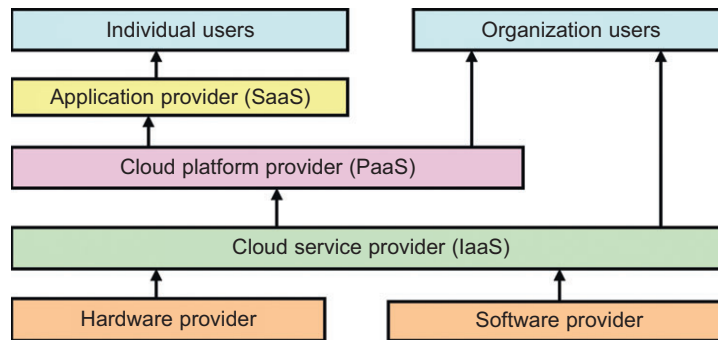 Individual users
Organization users
Application provider (SaaS)
Cloud platform provider (PaaS)
Cloud service provider (IaaS)
Hardware provider
Software provider